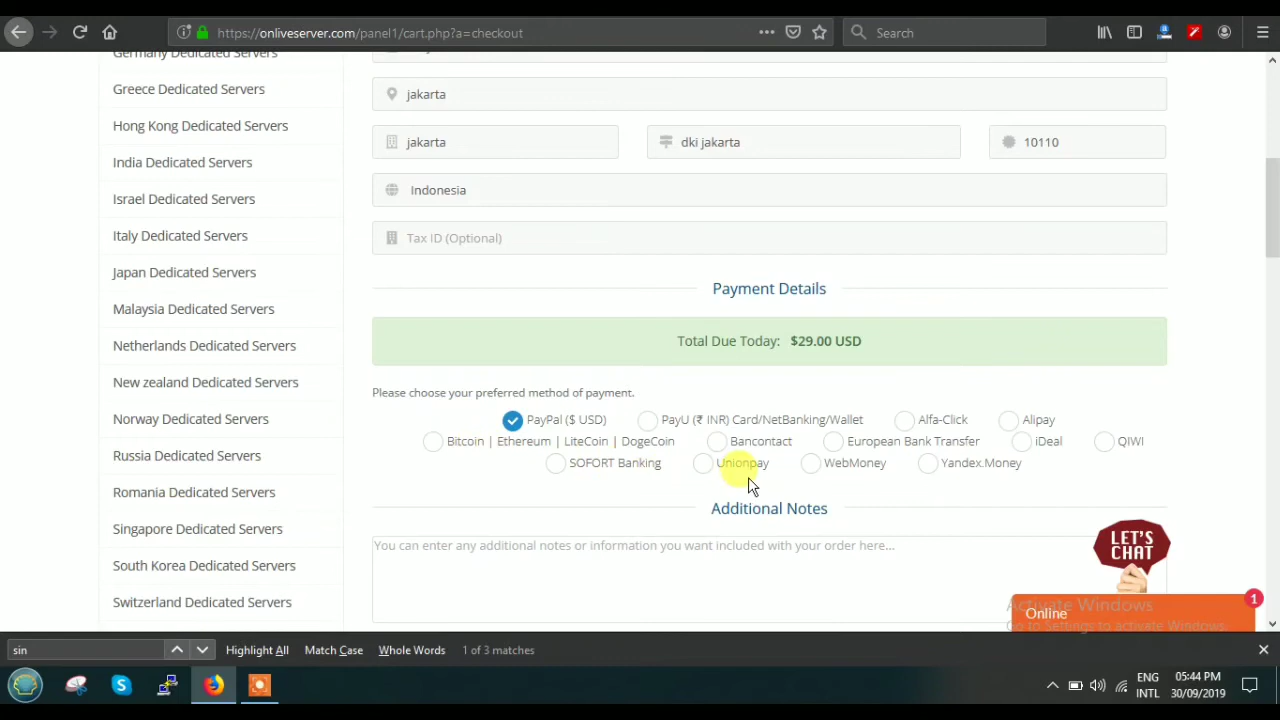 https://onliveserver.com/panel1/cart.php?a=checkout
Search
Germany Dedicated Servers
Greece Dedicated Servers
Hong Kong Dedicated Servers
India Dedicated Servers
Israel Dedicated Servers
Italy Dedicated Servers
Japan Dedicated Servers
Malaysia Dedicated Servers
Netherlands Dedicated Servers
New zealand Dedicated Servers
Norway Dedicated Servers
Russia Dedicated Servers
Romania Dedicated Servers
Singapore Dedicated Servers
South Korea Dedicated Servers
Switzerland Dedicated Servers
jakarta
jakarta dki jakarta 10110
Indonesia
Tax ID (Optional)
Payment Details
Total Due Today: $29.00 USD
Please choose your preferred method of payment.
PayPal ($ USD) PayU (₹ INR) Card/NetBanking/Wallet Alfa-Click Alipay
Bitcoin | Ethereum | LiteCoin | DogeCoin Bancontact European Bank Transfer iDeal QIWI
SOFORT Banking Unionpay WebMoney Yandex.Money
Additional Notes
You can enter any additional notes or information you want included with your order here...
LET'S
CHAT
Activate Windows
Go to Settings to activate Windows.
Online
1
sin Highlight All Match Case Whole Words 1 of 3 matches
ENG
INTL
05:44 PM
30/09/2019